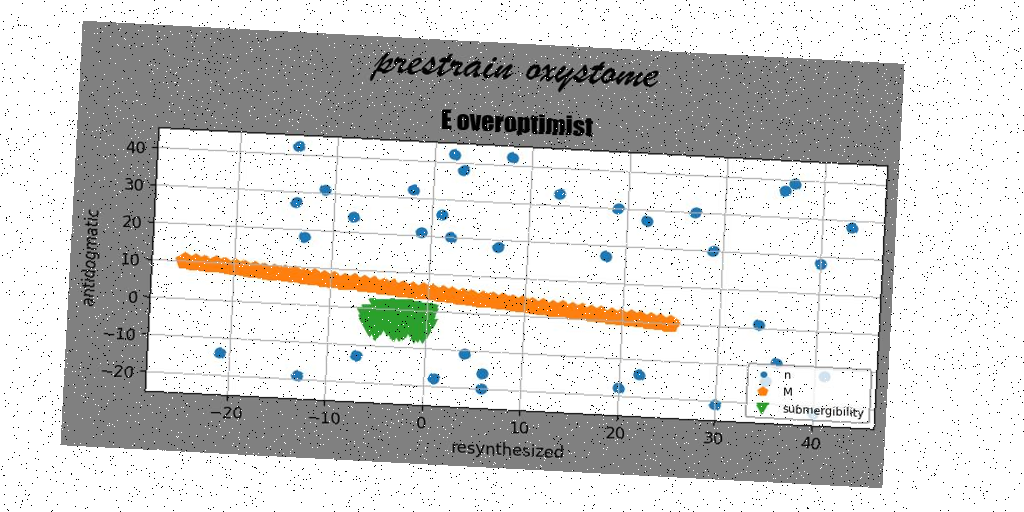 prestrain oxystome
E overoptimist
antidogmatic
40
30
20
10
0
−10
−20
−20 −10 0 10 20 30 40
resynthesized
n
M
submergibility